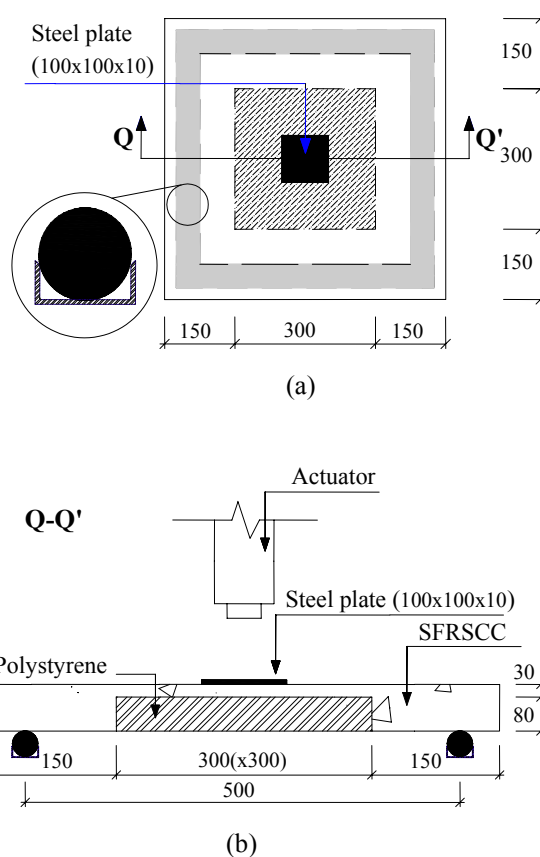 Steel plate
(100x100x10)
150
Q
Q'
300
150
150
300
150
(a)
Actuator
Q-Q'
Steel plate (100x100x10)
SFRSCC
Polystyrene
30
80
150
300(x300)
150
500
(b)